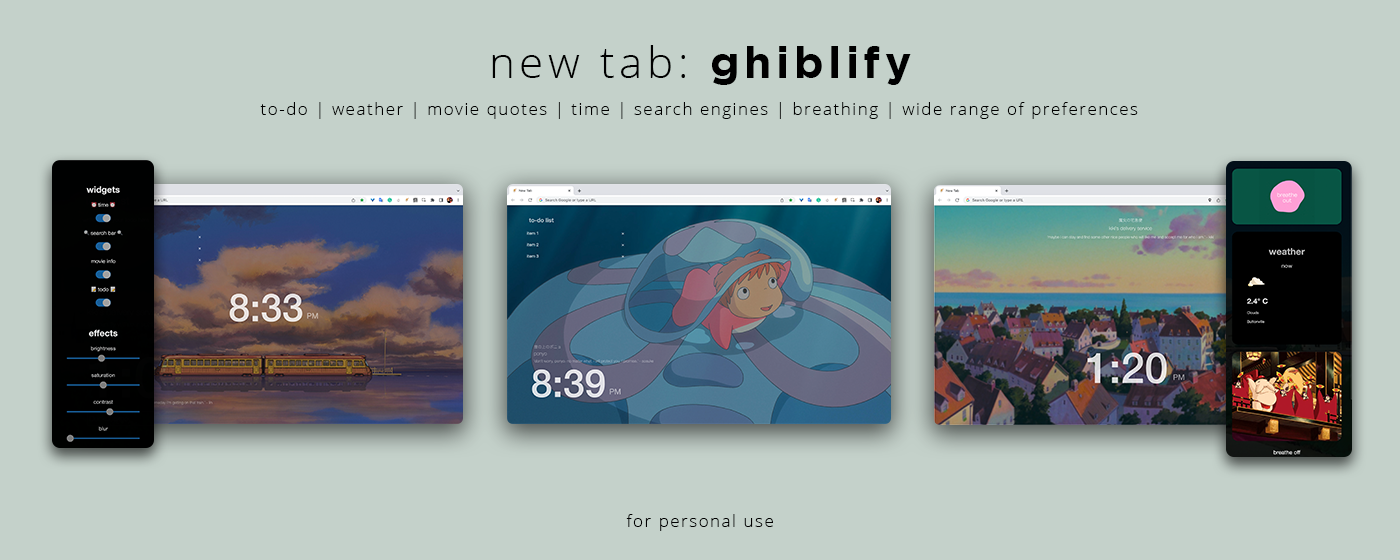 new tab: ghiblify
to-do | weather | movie quotes | time | search engines | breathing | wide range of preferences
widgets
time
search bar
movie info
todo
effects
brightness
saturation
contrast
blur
a URL
8:33 PM
New Tab
Search Google or type a URL
to-do list
item 1
item 2
item 3
ponyo
8:39 PM
New Tab
Search Google or type a URL
kiki's delivery service
1:20 PM
breathe
out
weather
now
2.4° C
Clouds
Buttonville
breathe off
for personal use